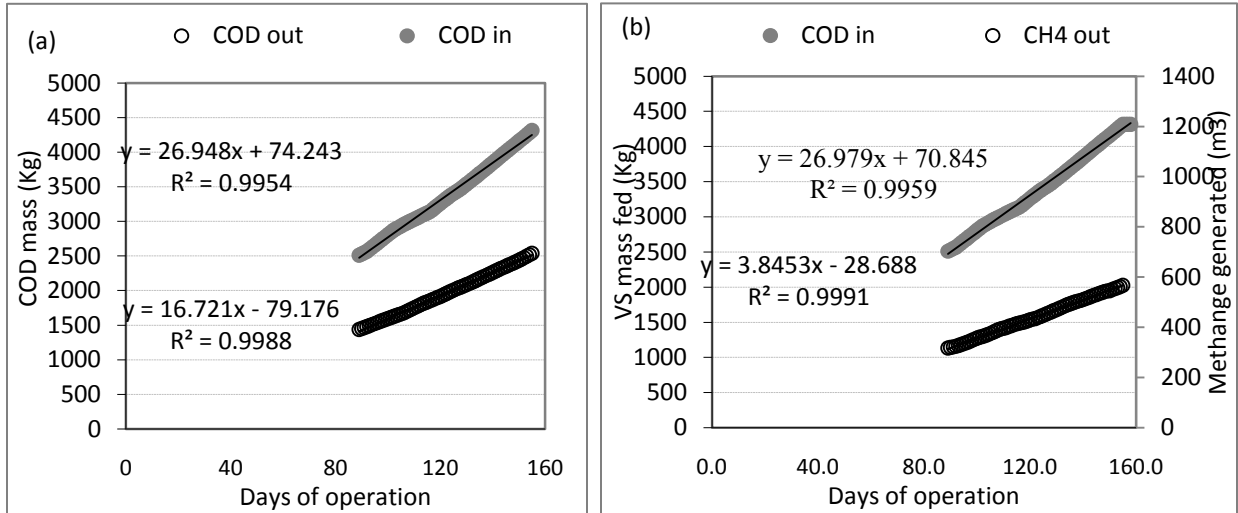 (a)
COD out
COD in
5000
4500
4000
3500
3000
2500
2000
1500
1000
500
0
COD mass (Kg)
y = 26.948x + 74.243
R² = 0.9954
y = 16.721x - 79.176
R² = 0.9988
0
40
80
120
160
Days of operation
(b)
COD in
CH4 out
5000
4500
4000
3500
3000
2500
2000
1500
1000
500
0
VS mass fed (Kg)
y = 26.979x + 70.845
R² = 0.9959
y = 3.8453x - 28.688
R² = 0.9991
1400
1200
1000
800
600
400
200
0
Methange generated (m3)
0.0
40.0
80.0
120.0
160.0
Days of operation